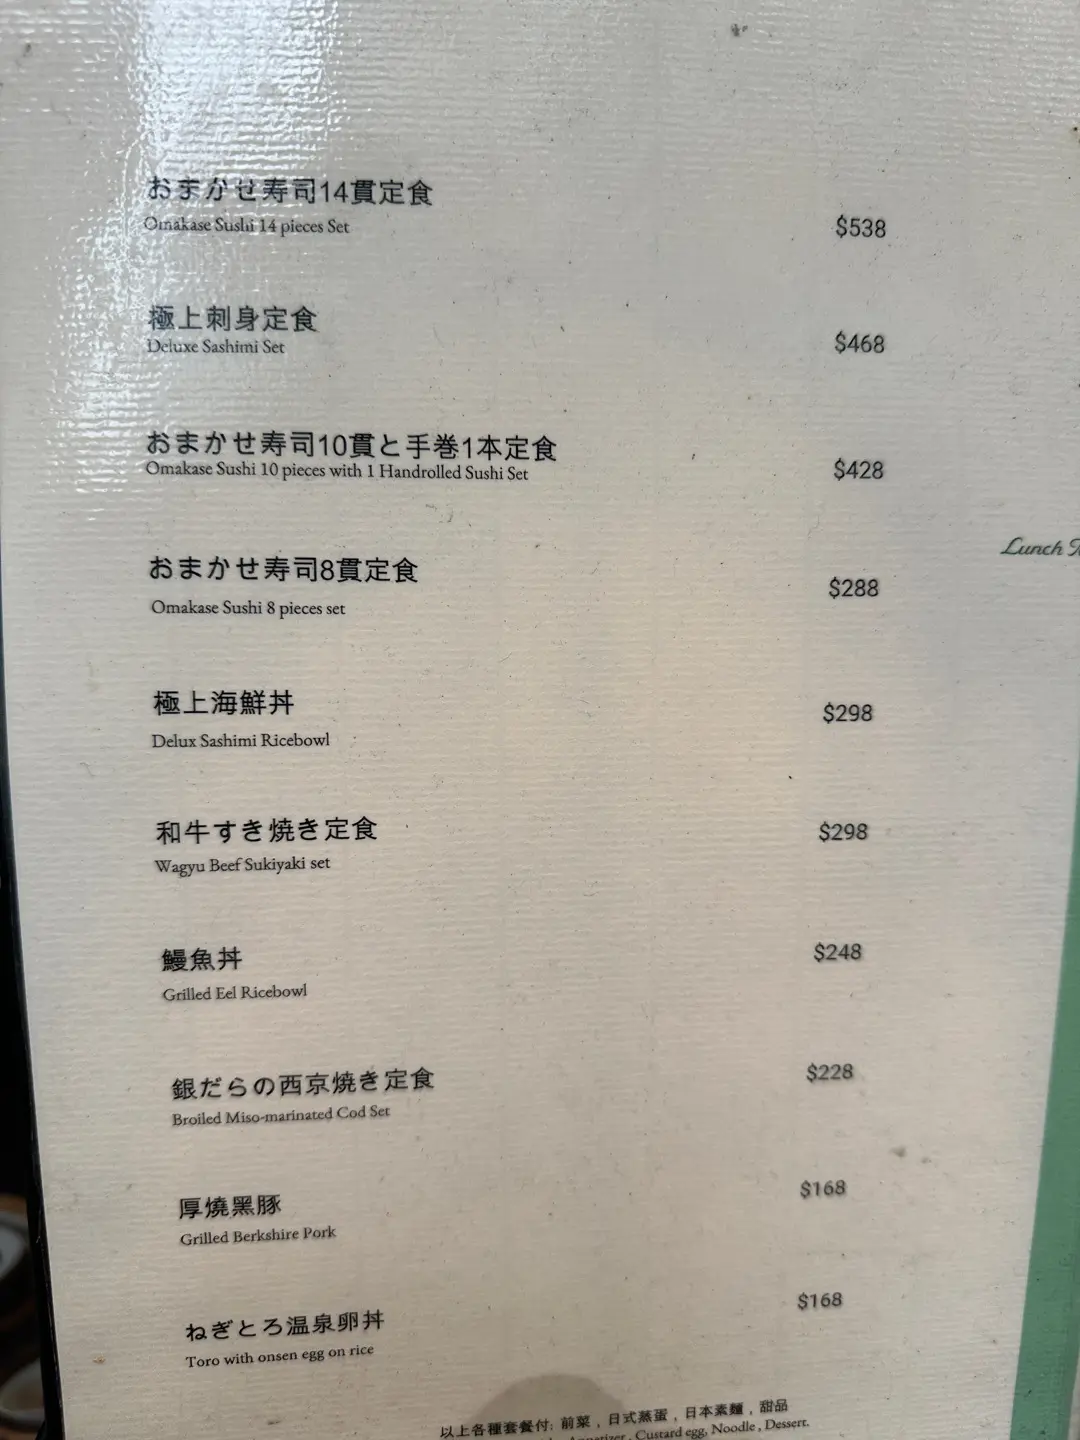 おまかせ寿司14貫定食
Omakase Sushi 14 pieces Set
$538
極上刺身定食
Deluxe Sashimi Set
$468
おまかせ寿司10貫と手巻1本定食
Omakase Sushi 10 pieces with 1 Handrolled Sushi Set
$428
Lunch
おまかせ寿司8貫定食
Omakase Sushi 8 pieces set
$288
極上海鮮丼
Delux Sashimi Ricebowl
$298
和牛すき焼き定食
Wagyu Beef Sukiyaki set
$298
鰻魚丼
Grilled Eel Ricebowl
$248
銀だらの西京焼き定食
Broiled Miso-marinated Cod Set
$228
厚燒黑豚
Grilled Berkshire Pork
$168
ねぎとろ温泉卵丼
Toro with onsen egg on rice
$168
以上各種套餐付: 前菜 , 日式蒸蛋 , 日本素麵 , 甜品
Appetizer , Custard egg, Noodle , Dessert.